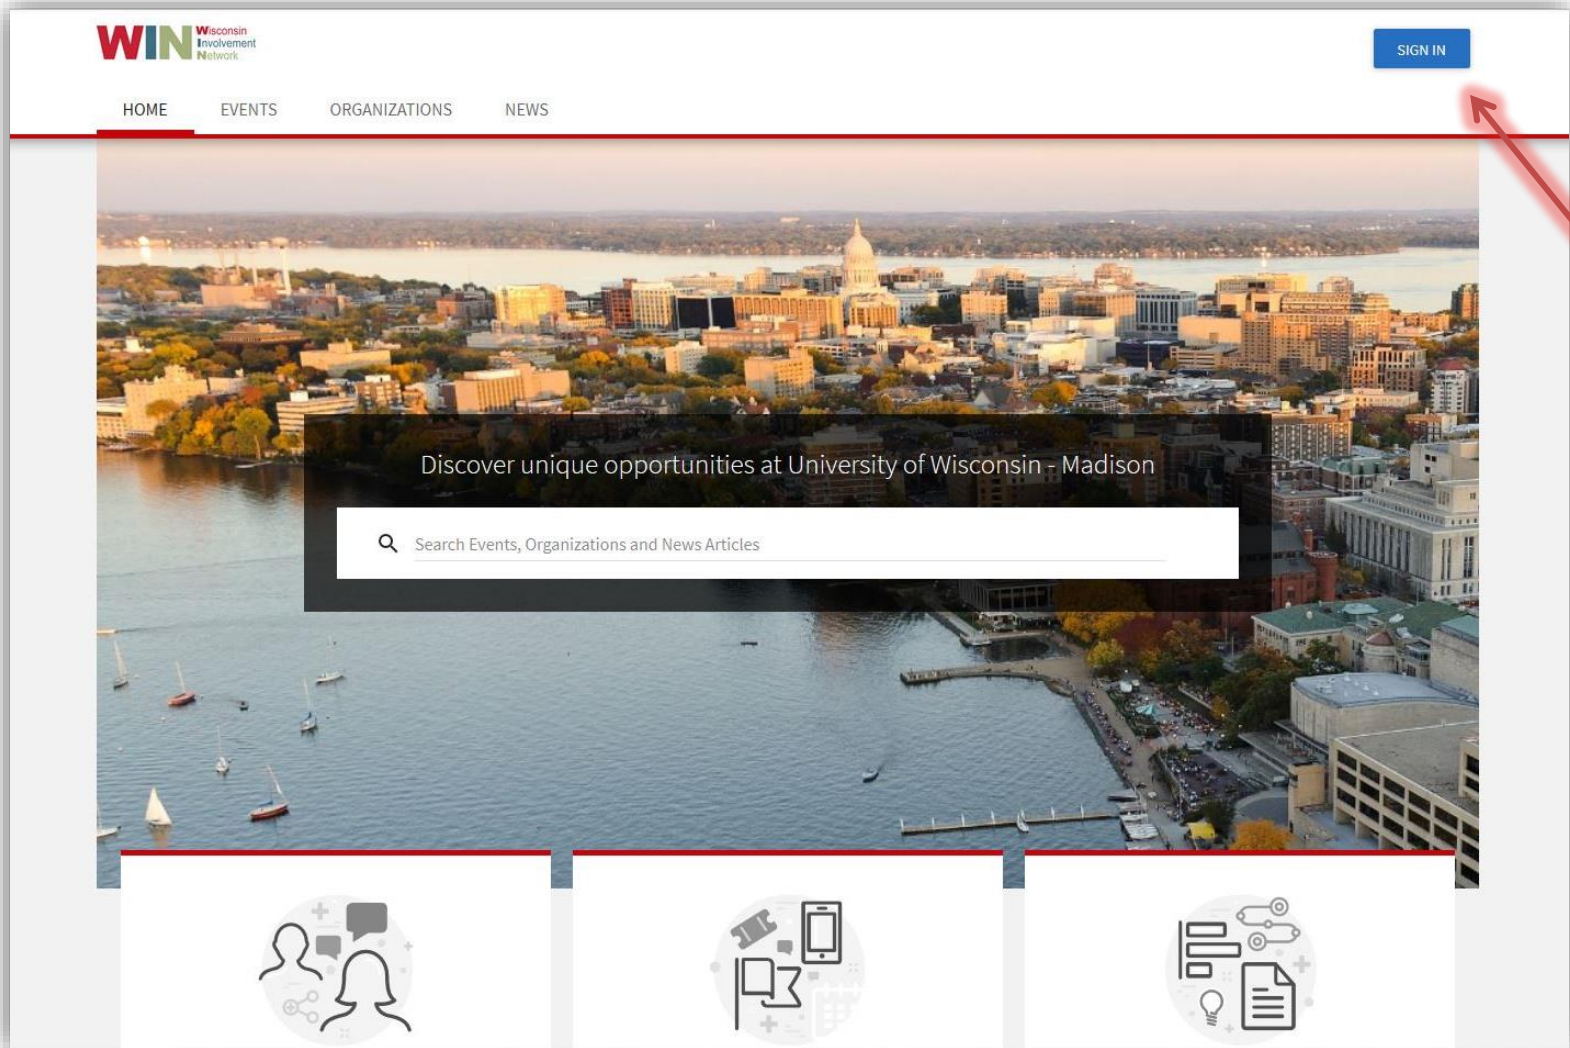 WIN Wisconsin
Involvement
Network
SIGN IN
HOME EVENTS ORGANIZATIONS NEWS
Discover unique opportunities at University of Wisconsin - Madison
Search Events, Organizations and News Articles